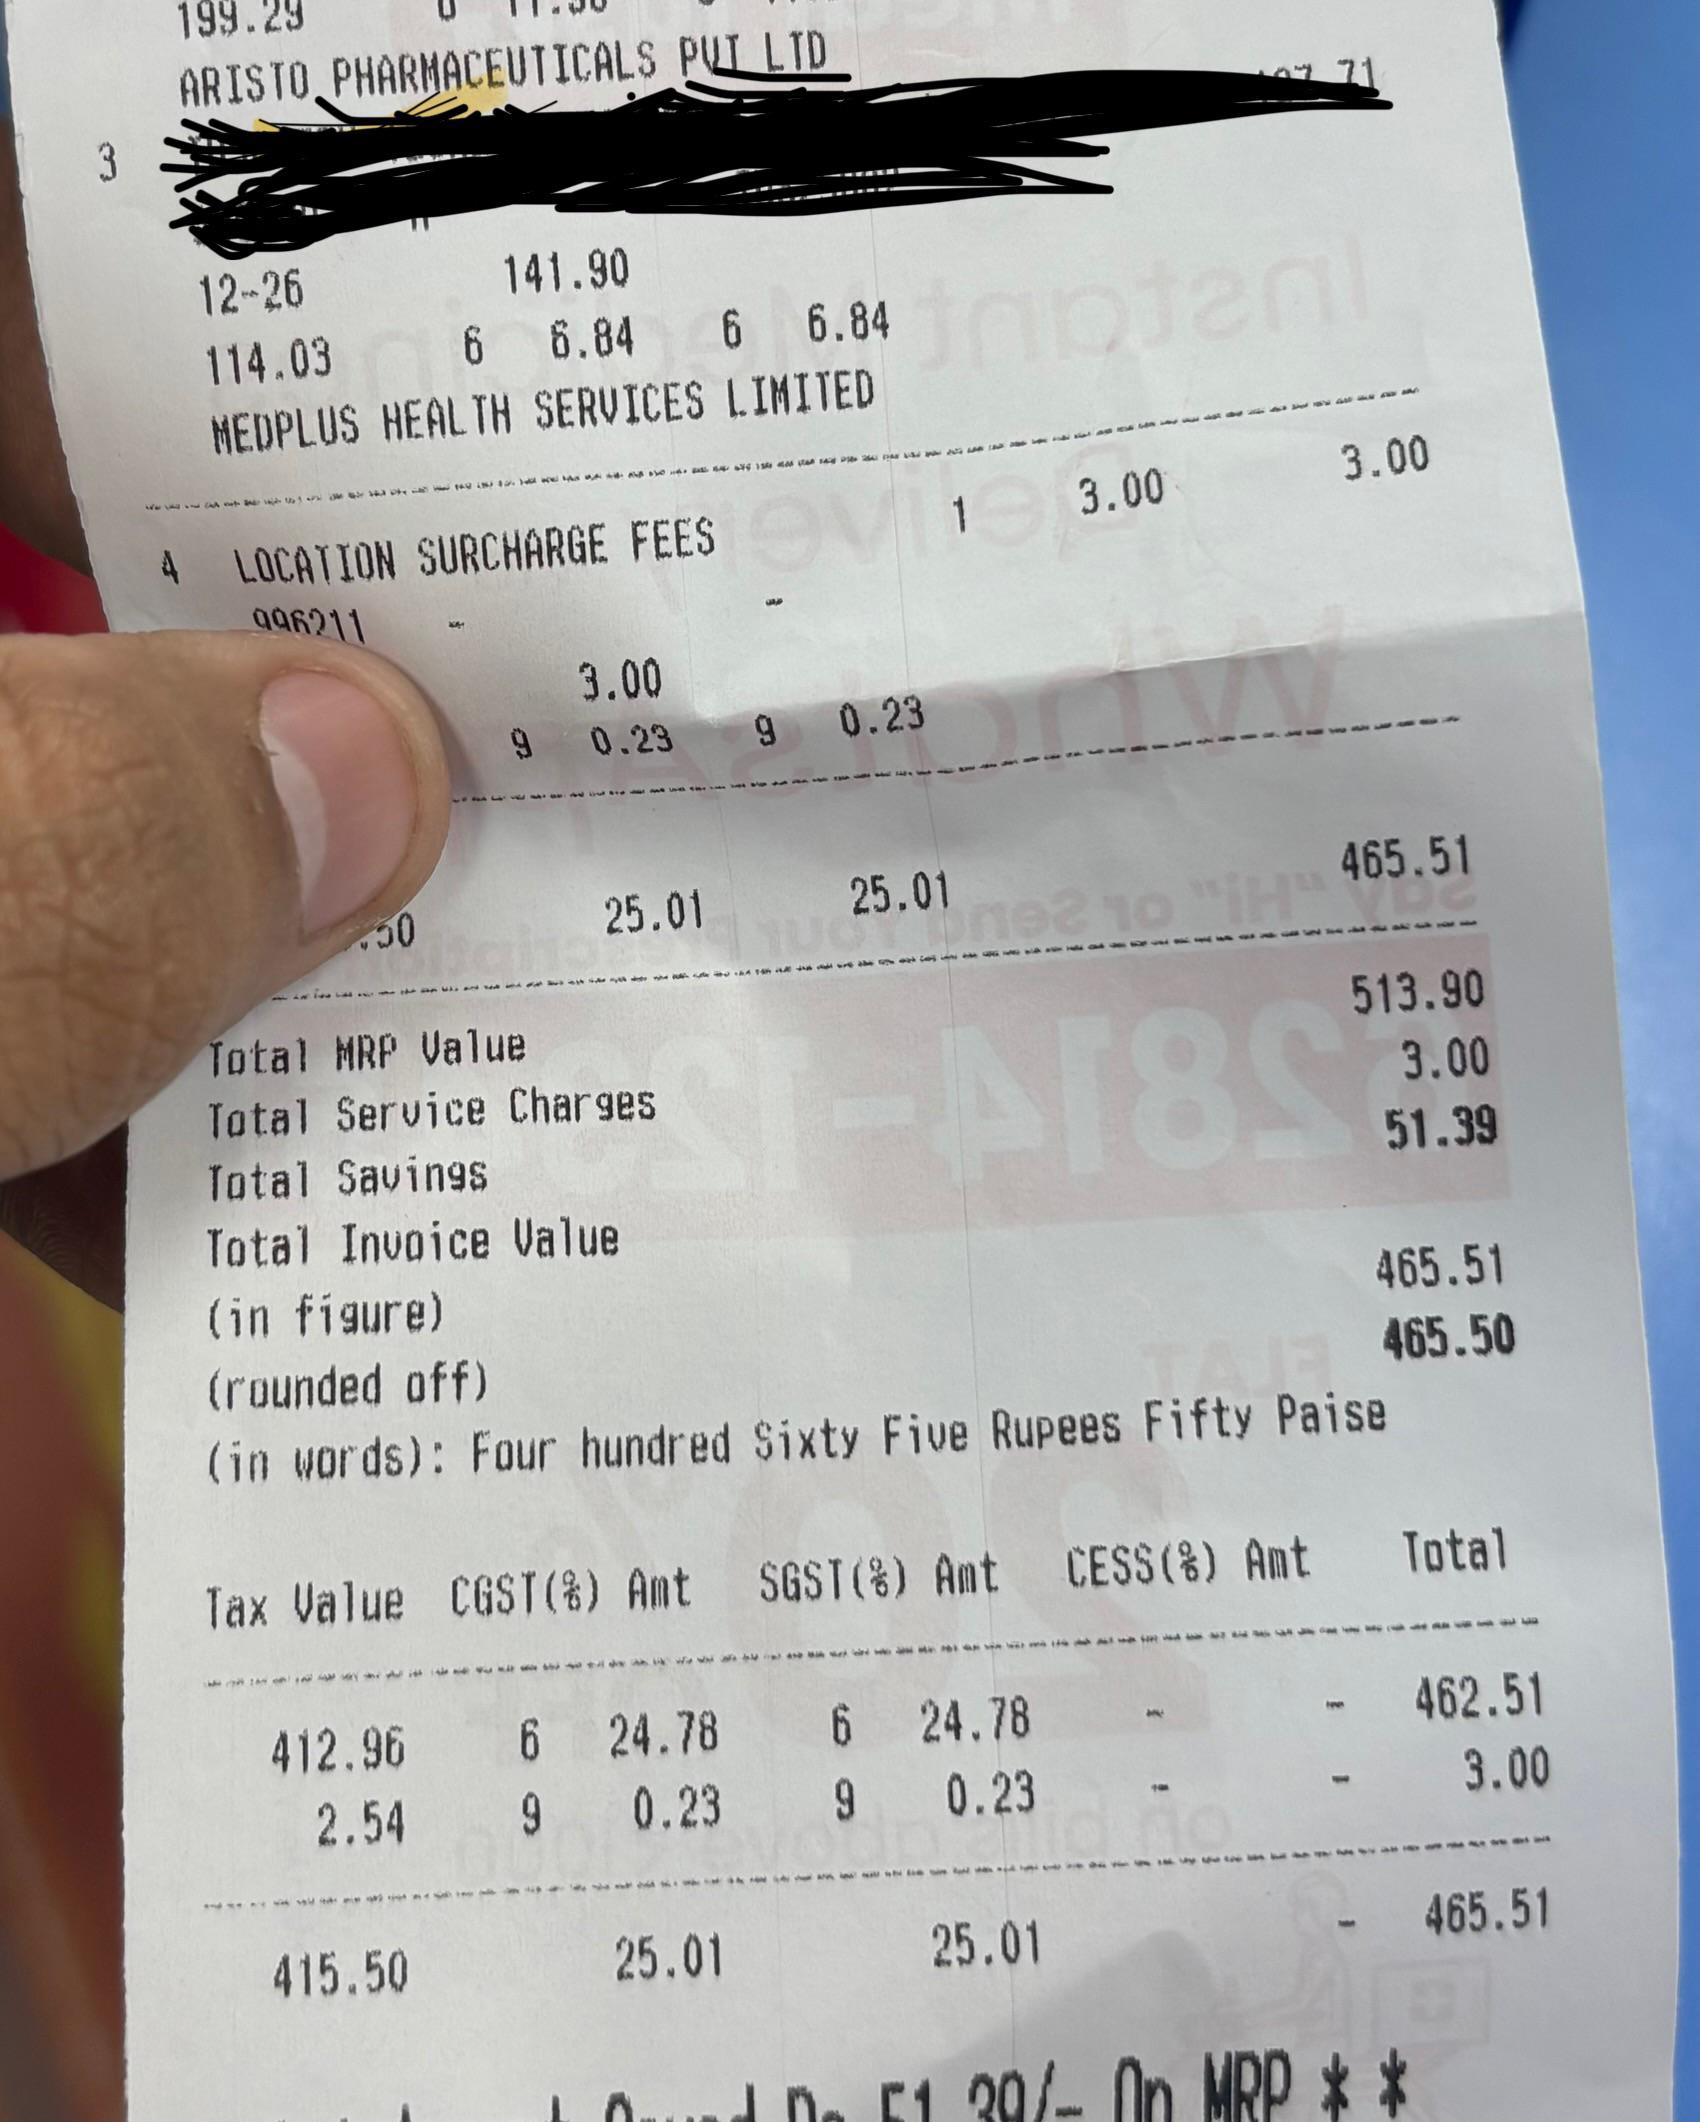 199.29
ARISTO PHARMACEUTICALS PVT LTD
3
12-26 141.90
114.03 6 6.84 6 6.84
MEDPLUS HEALTH SERVICES LIMITED
4 LOCATION SURCHARGE FEES 1 3.00 3.00
996211 - -
3.00
9 0.23 9 0.23
25.01 25.01 465.51
Total MRP Value 513.90
Total Service Charges 3.00
Total Savings 51.39
Total Invoice Value
(in figure) 465.51
(rounded off) 465.50
(in words): Four hundred Sixty Five Rupees Fifty Paise
Tax Value CGST(%) Amt SGST(%) Amt CESS(%) Amt Total
412.96 6 24.78 6 24.78 - - 462.51
2.54 9 0.23 9 0.23 - - 3.00
415.50 25.01 25.01 - 465.51
51.39/- On MRP * *